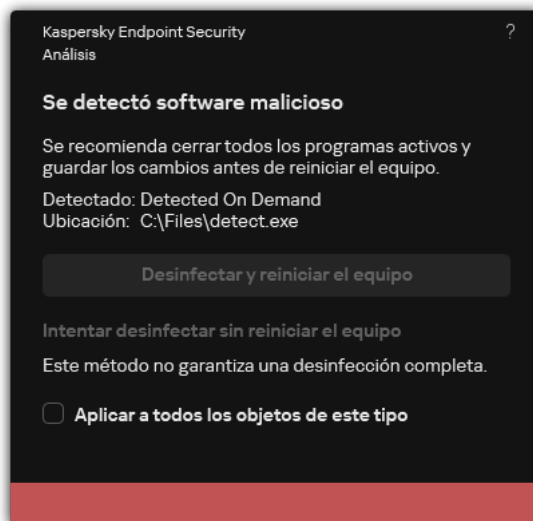 Kaspersky Endpoint Security
?
Análisis
Se detectó software malicioso
Se recomienda cerrar todos los programas activos y
guardar los cambios antes de reiniciar el equipo.
Detectado: Detected On Demand
Ubicación: C:\Files\detect.exe
Desinfectar y reiniciar el equipo
Intentar desinfectar sin reiniciar el equipo
Este método no garantiza una desinfección completa.
Aplicar a todos los objetos de este tipo